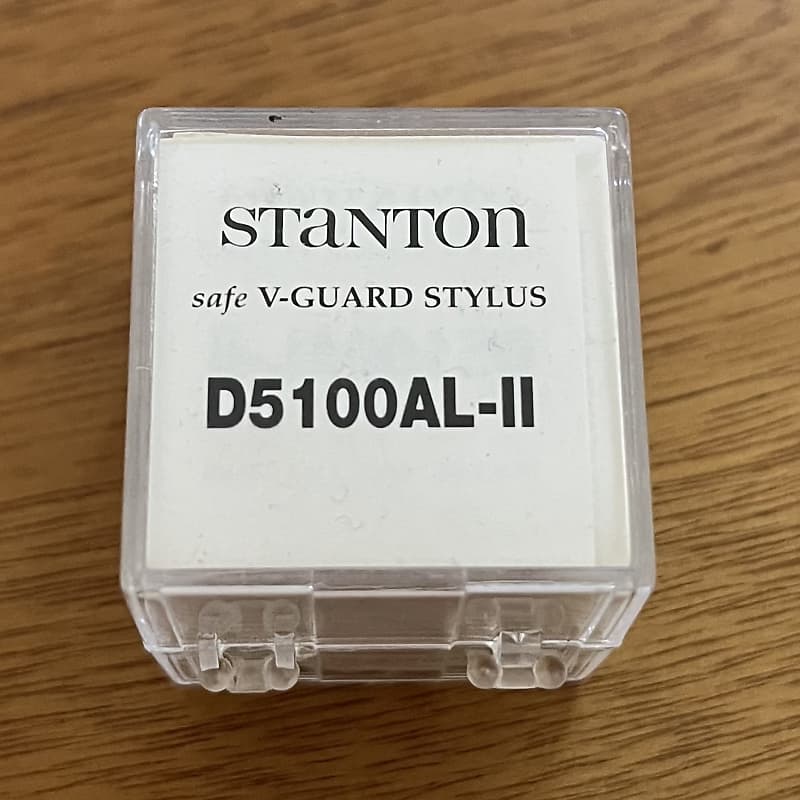 STaNTON
safe V-GUARD STYLUS
D5100AL-II